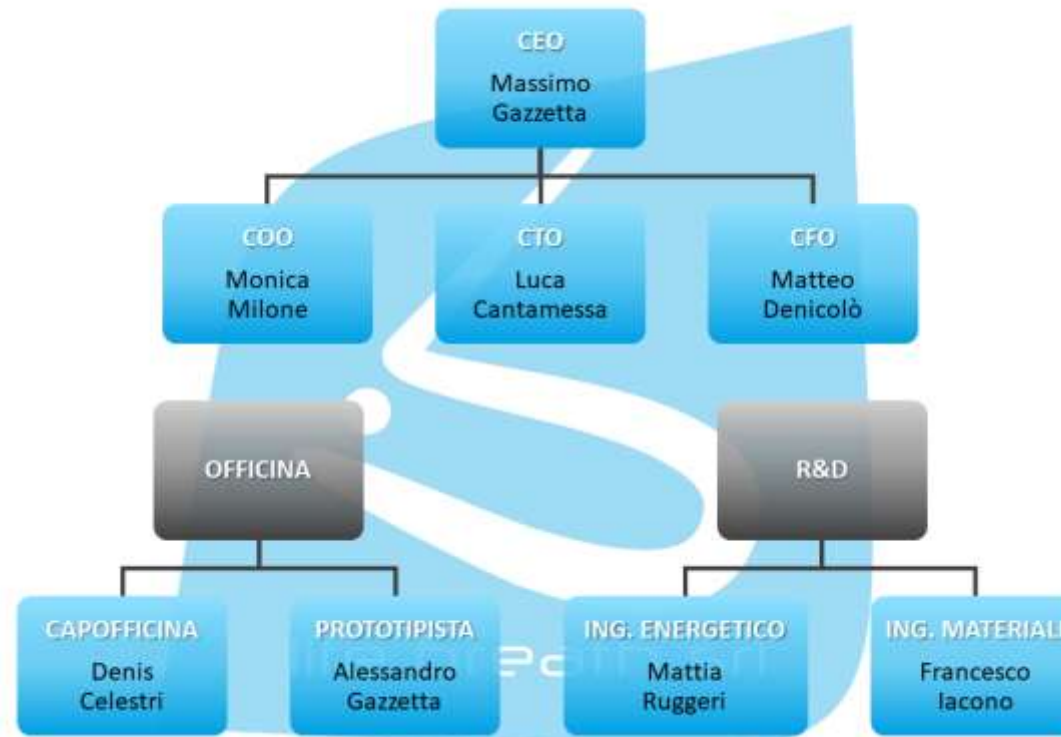 CEO
Massimo
Gazzetta
COO
Monica
Milone
CTO
Luca
Cantamessa
CFO
Matteo
Denicolò
OFFICINA
R&D
CAPOFFICINA
Denis
Celestri
PROTOTIPISTA
Alessandro
Gazzetta
ING. ENERGETICO
Mattia
Ruggeri
ING. MATERIALI
Francesco
Iacono